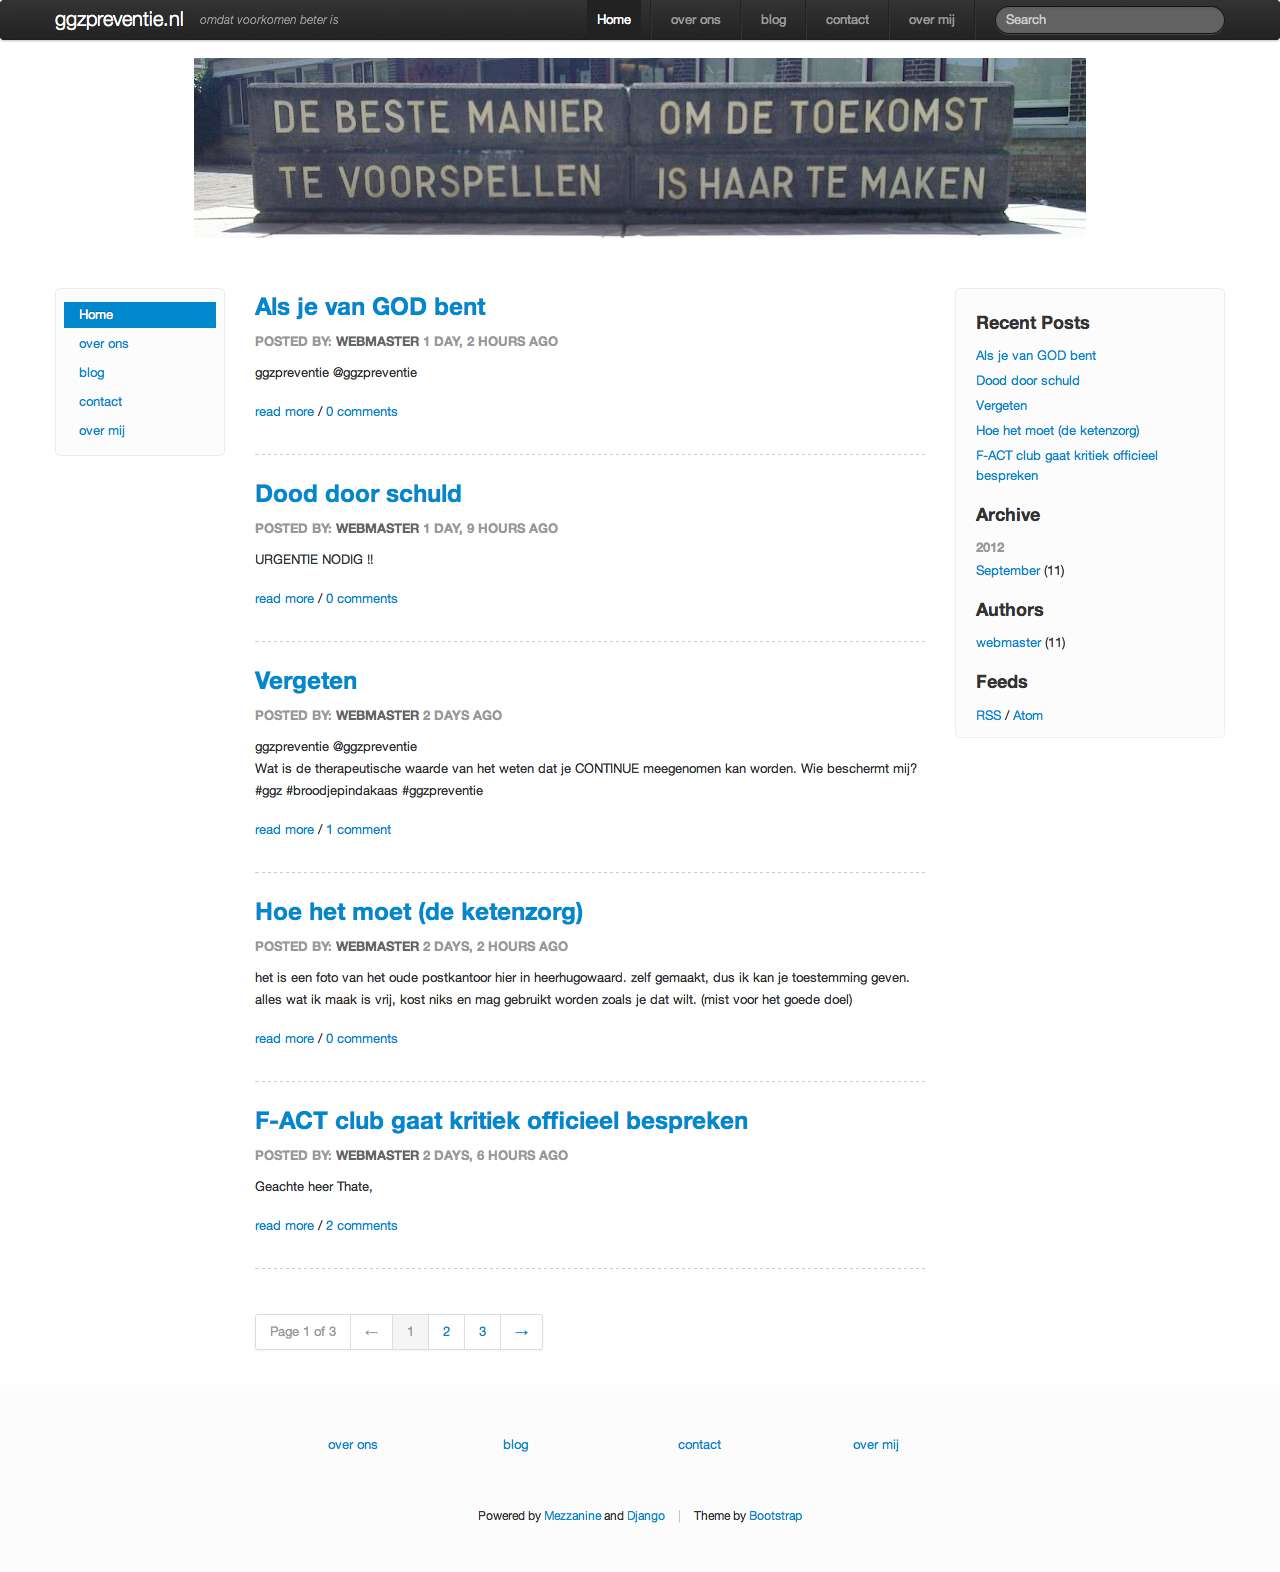 ggzpreventie.nl omdat voorkomen beter is Home over ons blog contact over mij Search
DE BESTE MANIER OM DE TOEKOMST
TE VOORSPELLEN IS HAAR TE MAKEN
Home
over ons
blog
contact
over mij
Als je van GOD bent
POSTED BY: WEBMASTER 1 DAY, 2 HOURS AGO
ggzpreventie @ggzpreventie
read more / 0 comments
Dood door schuld
POSTED BY: WEBMASTER 1 DAY, 9 HOURS AGO
URGENTIE NODIG !!
read more / 0 comments
Vergeten
POSTED BY: WEBMASTER 2 DAYS AGO
ggzpreventie @ggzpreventie
Wat is de therapeutische waarde van het weten dat je CONTINUE meegenomen kan worden. Wie beschermt mij?
#ggz #broodjepindakaas #ggzpreventie
read more / 1 comment
Hoe het moet (de ketenzorg)
POSTED BY: WEBMASTER 2 DAYS, 2 HOURS AGO
het is een foto van het oude postkantoor hier in heerhugowaard. zelf gemaakt, dus ik kan je toestemming geven.
alles wat ik maak is vrij, kost niks en mag gebruikt worden zoals je dat wilt. (mist voor het goede doel)
read more / 0 comments
F-ACT club gaat kritiek officieel bespreken
POSTED BY: WEBMASTER 2 DAYS, 6 HOURS AGO
Geachte heer Thate,
read more / 2 comments
Page 1 of 3 ← 1 2 3 →
Recent Posts
Als je van GOD bent
Dood door schuld
Vergeten
Hoe het moet (de ketenzorg)
F-ACT club gaat kritiek officieel
bespreken
Archive
2012
September (11)
Authors
webmaster (11)
Feeds
RSS / Atom
over ons blog contact over mij
Powered by Mezzanine and Django | Theme by Bootstrap